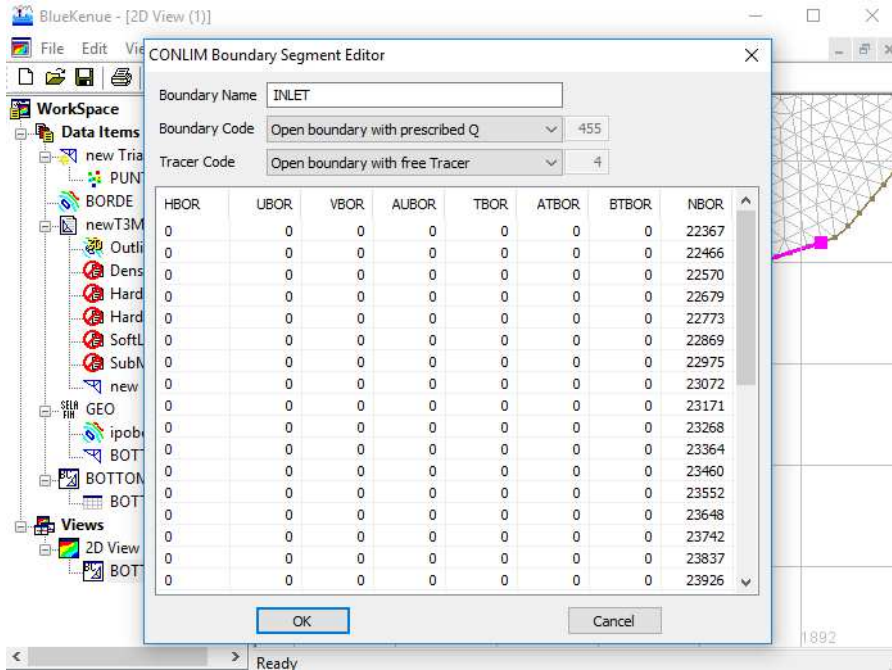 BlueKenue - [2D View (1)]
File Edit Vie
CONLIM Boundary Segment Editor
WorkSpace
Data Items
new Tria
PUN
BORDE
newT3M
Outli
Dens
Hard
Hard
SoftL
SubM
new
SELA FIN GEO
ipob
BOT
BOTTOM
BOT
Views
2D View
BOT
Boundary Name INLET
Boundary Code Open boundary with prescribed Q 455
Tracer Code Open boundary with free Tracer 4
HBOR UBOR VBOR AUBOR TBOR ATBOR BTBOR NBOR
0 0 0 0 0 0 0 22367
0 0 0 0 0 0 0 22466
0 0 0 0 0 0 0 22570
0 0 0 0 0 0 0 22679
0 0 0 0 0 0 0 22773
0 0 0 0 0 0 0 22869
0 0 0 0 0 0 0 22975
0 0 0 0 0 0 0 23072
0 0 0 0 0 0 0 23171
0 0 0 0 0 0 0 23268
0 0 0 0 0 0 0 23364
0 0 0 0 0 0 0 23460
0 0 0 0 0 0 0 23552
0 0 0 0 0 0 0 23648
0 0 0 0 0 0 0 23742
0 0 0 0 0 0 0 23837
0 0 0 0 0 0 0 23926
OK Cancel
1892
Ready